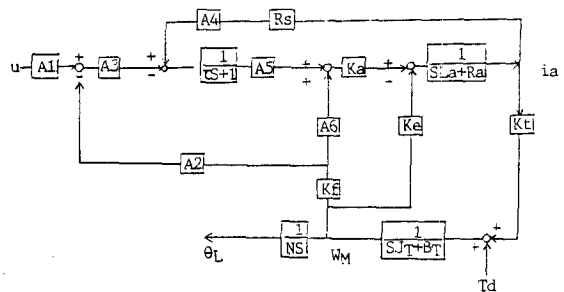 A4 Rs
u A1 + - A3 + - 1 / τS+1 A5 + + Ka + - 1 / SLa+Ra ia
A6 Ke Kt
A2
Kf
θL 1 / NS WM 1 / SJT+BT + +
Td